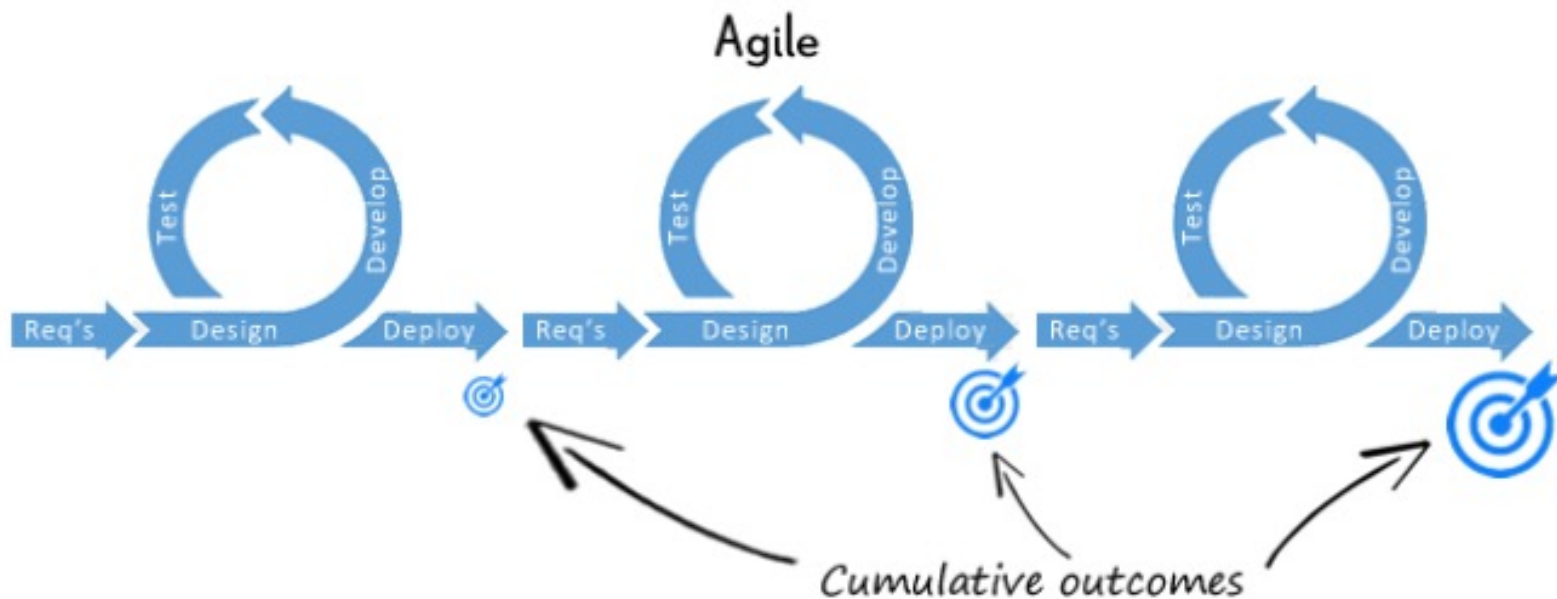 Agile
Test
Develop
Req's
Design
Deploy
Test
Develop
Req's
Design
Deploy
Test
Develop
Req's
Design
Deploy
Cumulative outcomes